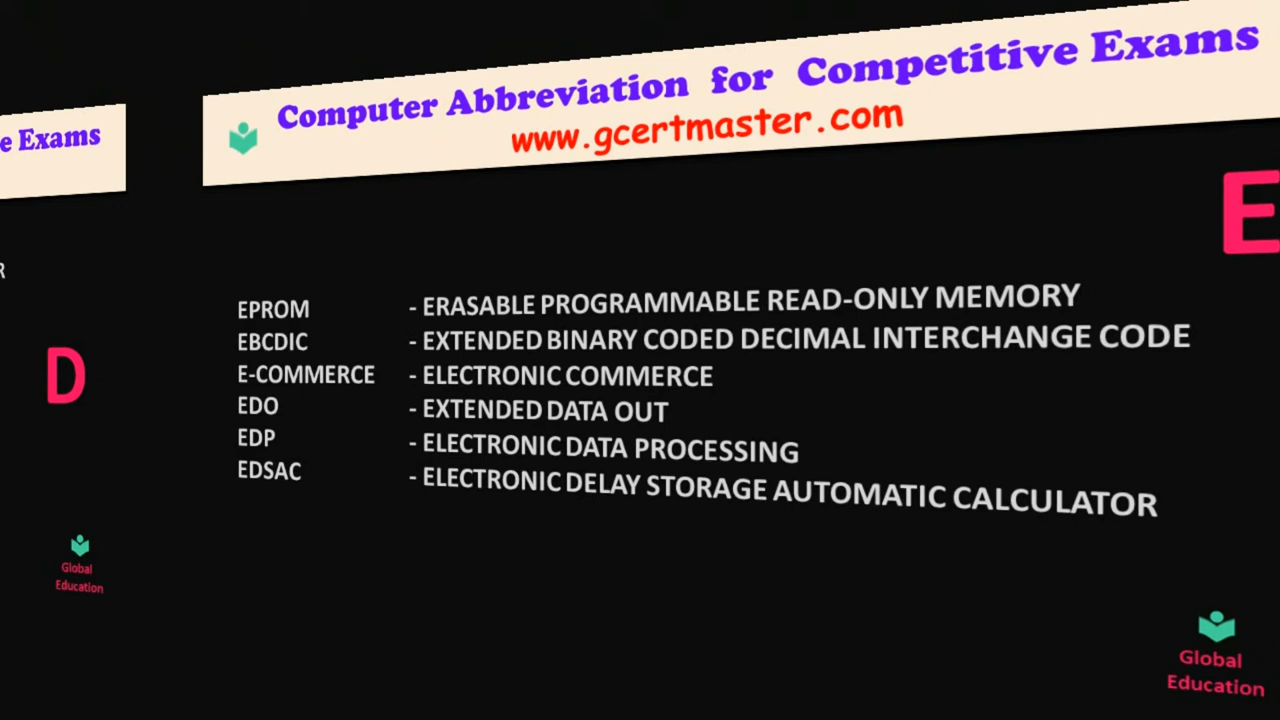 e Exams
R
D
Global
Education
Computer Abbreviation for Competitive Exams
www.gcertmaster.com
E
EPROM - ERASABLE PROGRAMMABLE READ-ONLY MEMORY
EBCDIC - EXTENDED BINARY CODED DECIMAL INTERCHANGE CODE
E-COMMERCE - ELECTRONIC COMMERCE
EDO - EXTENDED DATA OUT
EDP - ELECTRONIC DATA PROCESSING
EDSAC - ELECTRONIC DELAY STORAGE AUTOMATIC CALCULATOR
Global
Education